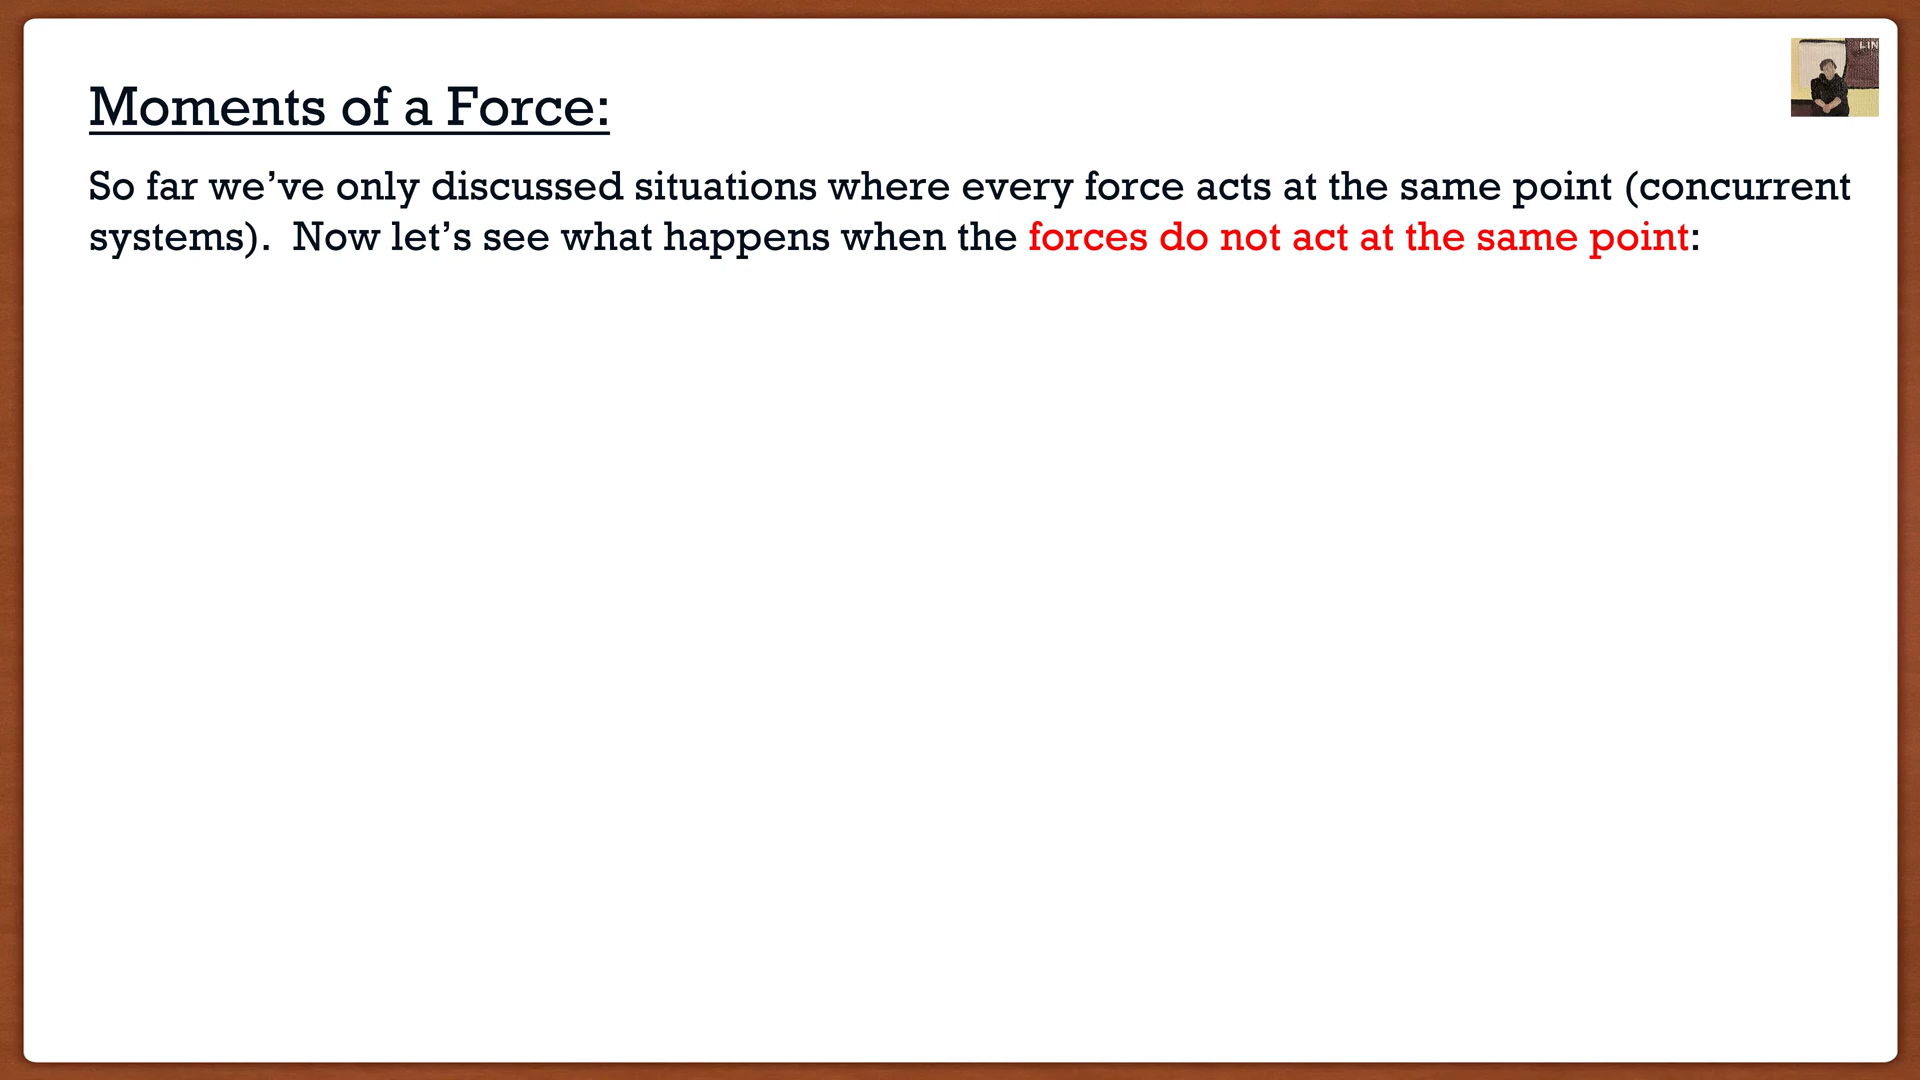 LIN
Moments of a Force:
So far we’ve only discussed situations where every force acts at the same point (concurrent
systems).  Now let’s see what happens when the forces do not act at the same point: